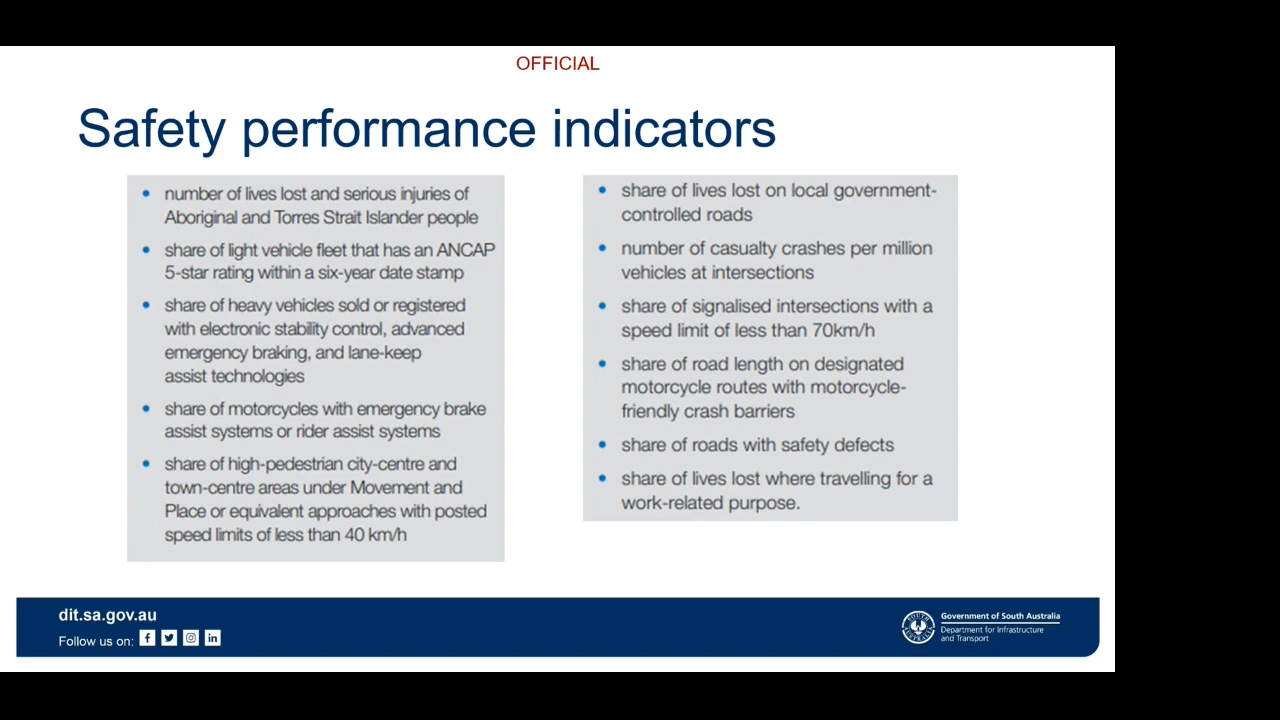 OFFICIAL
Safety performance indicators
• number of lives lost and serious injuries of
Aboriginal and Torres Strait Islander people
• share of light vehicle fleet that has an ANCAP
5-star rating within a six-year date stamp
• share of heavy vehicles sold or registered
with electronic stability control, advanced
emergency braking, and lane-keep
assist technologies
• share of motorcycles with emergency brake
assist systems or rider assist systems
• share of high-pedestrian city-centre and
town-centre areas under Movement and
Place or equivalent approaches with posted
speed limits of less than 40 km/h
• share of lives lost on local government-
controlled roads
• number of casualty crashes per million
vehicles at intersections
• share of signalised intersections with a
speed limit of less than 70km/h
• share of road length on designated
motorcycle routes with motorcycle-
friendly crash barriers
• share of roads with safety defects
• share of lives lost where travelling for a
work-related purpose.
dit.sa.gov.au
Follow us on:
SOUTH AUSTRALIA
Government of South Australia
Department for Infrastructure
and Transport